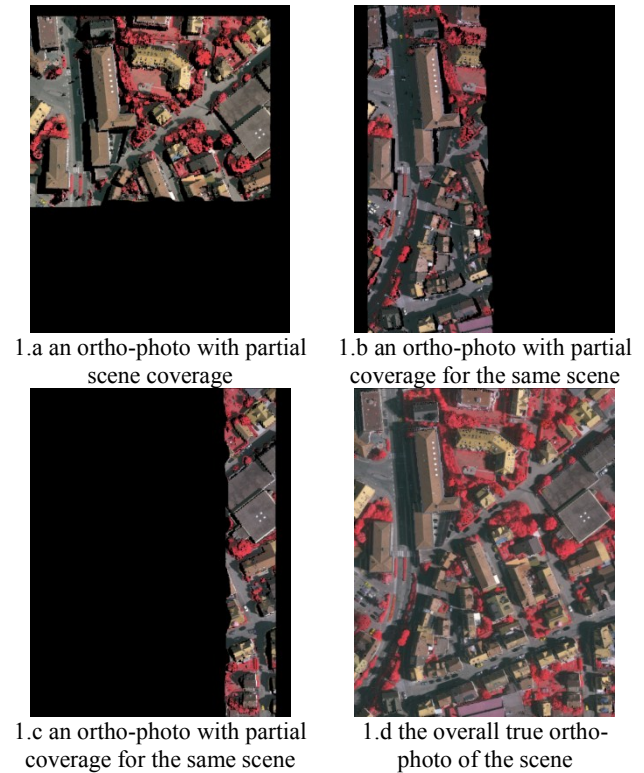 1.a an ortho-photo with partial
scene coverage
1.b an ortho-photo with partial
coverage for the same scene
1.c an ortho-photo with partial
coverage for the same scene
1.d the overall true ortho-
photo of the scene